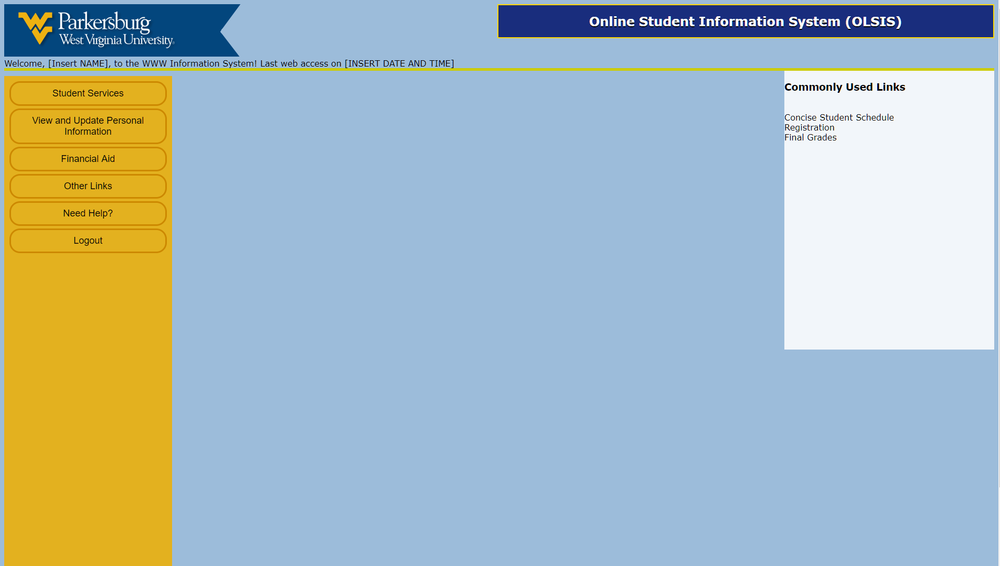 Parkersburg
West Virginia University®
Online Student Information System (OLSIS)
Welcome, [Insert NAME], to the WWW Information System! Last web access on [INSERT DATE AND TIME]
Student Services
View and Update Personal
Information
Financial Aid
Other Links
Need Help?
Logout
Commonly Used Links
Concise Student Schedule
Registration
Final Grades